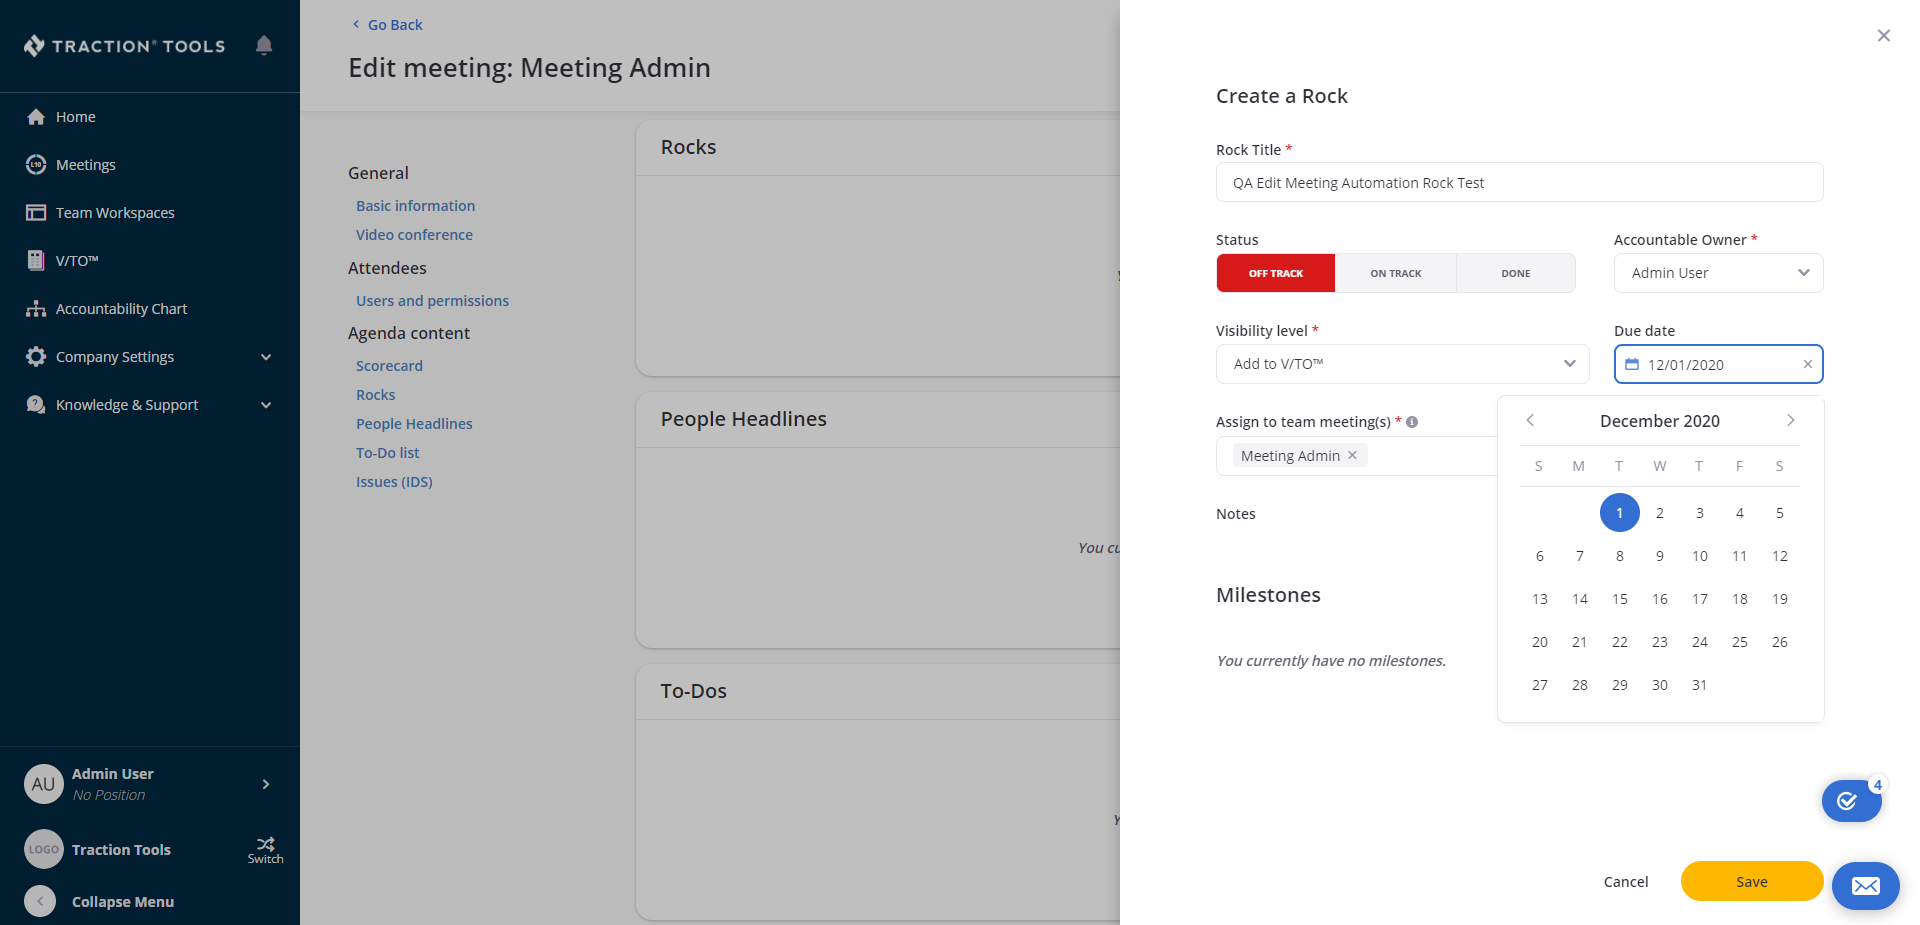 TRACTION® TOOLS
Home
L10
Meetings
Team Workspaces
V/TO™
Accountability Chart
Company Settings
Knowledge & Support
AU
Admin User
No Position
LOGO
Traction Tools
Switch
Collapse Menu
Go Back
Edit meeting: Meeting Admin
General
Basic information
Video conference
Attendees
Users and permissions
Agenda content
Scorecard
Rocks
People Headlines
To-Do list
Issues (IDS)
Rocks
People Headlines
You cu
To-Dos
Create a Rock
Rock Title *
QA Edit Meeting Automation Rock Test
Status
OFF TRACK ON TRACK DONE
Accountable Owner *
Admin User
Visibility level *
Add to V/TO™
Due date
12/01/2020
Assign to team meeting(s) *
Meeting Admin
Notes
Milestones
You currently have no milestones.
December 2020
S M T W T F S
1 2 3 4 5
6 7 8 9 10 11 12
13 14 15 16 17 18 19
20 21 22 23 24 25 26
27 28 29 30 31
4
Cancel
Save